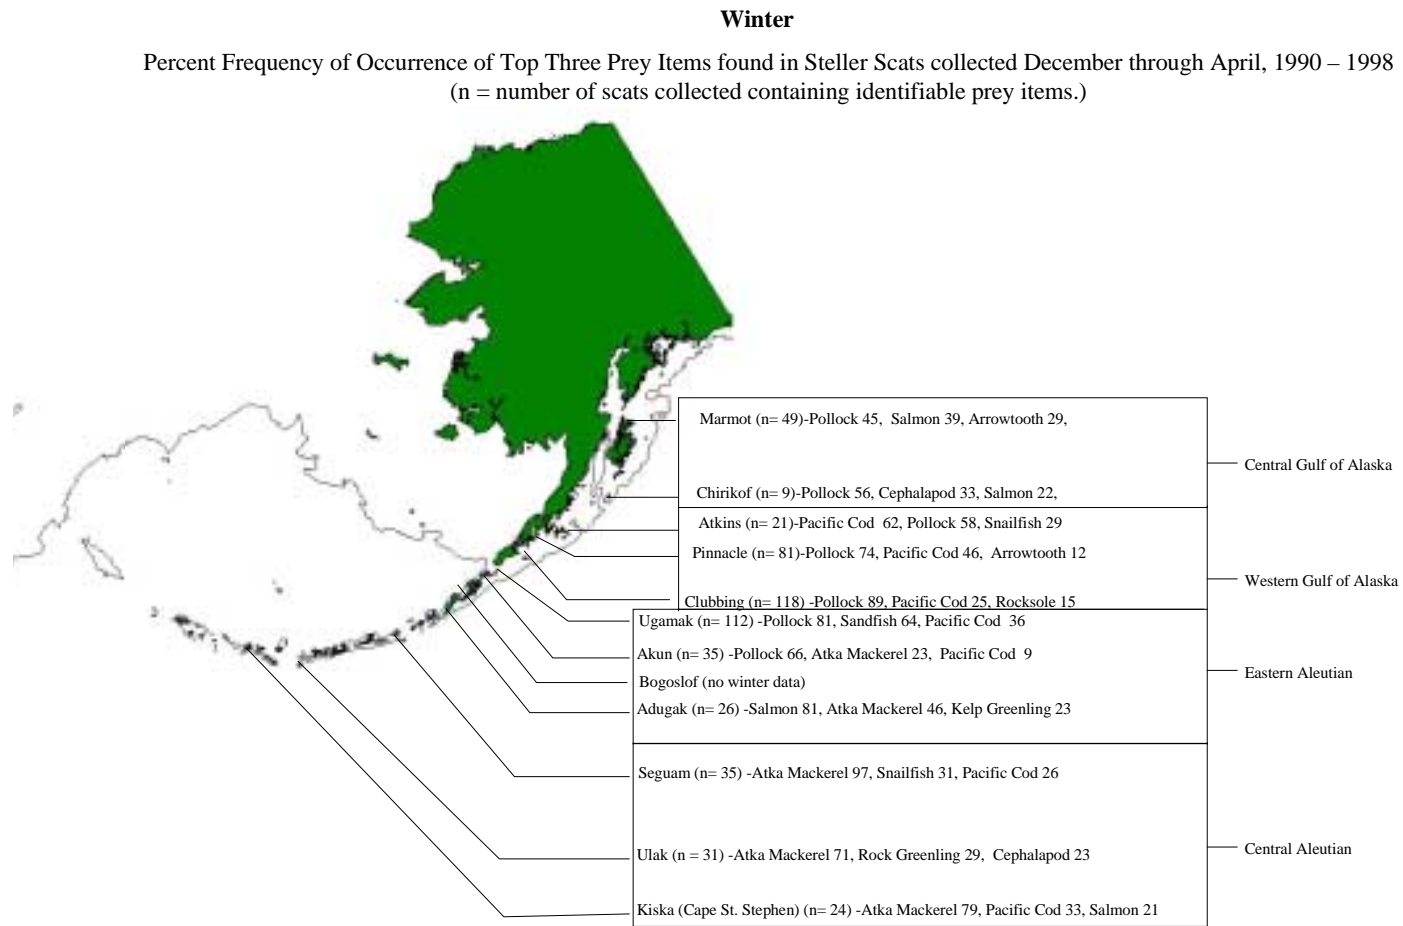 Winter
Percent Frequency of Occurrence of Top Three Prey Items found in Steller Scats collected December through April, 1990 – 1998
(n = number of scats collected containing identifiable prey items.)
Marmot (n= 49)-Pollock 45, Salmon 39, Arrowtooth 29,
Central Gulf of Alaska
Chirikof (n= 9)-Pollock 56, Cephalapod 33, Salmon 22,
Atkins (n= 21)-Pacific Cod 62, Pollock 58, Snailfish 29
Pinnacle (n= 81)-Pollock 74, Pacific Cod 46, Arrowtooth 12
Western Gulf of Alaska
Clubbing (n= 118) -Pollock 89, Pacific Cod 25, Rocksole 15
Ugamak (n= 112) -Pollock 81, Sandfish 64, Pacific Cod 36
Akun (n= 35) -Pollock 66, Atka Mackerel 23, Pacific Cod 9
Eastern Aleutian
Bogoslof (no winter data)
Adugak (n= 26) -Salmon 81, Atka Mackerel 46, Kelp Greenling 23
Seguam (n= 35) -Atka Mackerel 97, Snailfish 31, Pacific Cod 26
Central Aleutian
Ulak (n = 31) -Atka Mackerel 71, Rock Greenling 29, Cephalapod 23
Kiska (Cape St. Stephen) (n= 24) -Atka Mackerel 79, Pacific Cod 33, Salmon 21